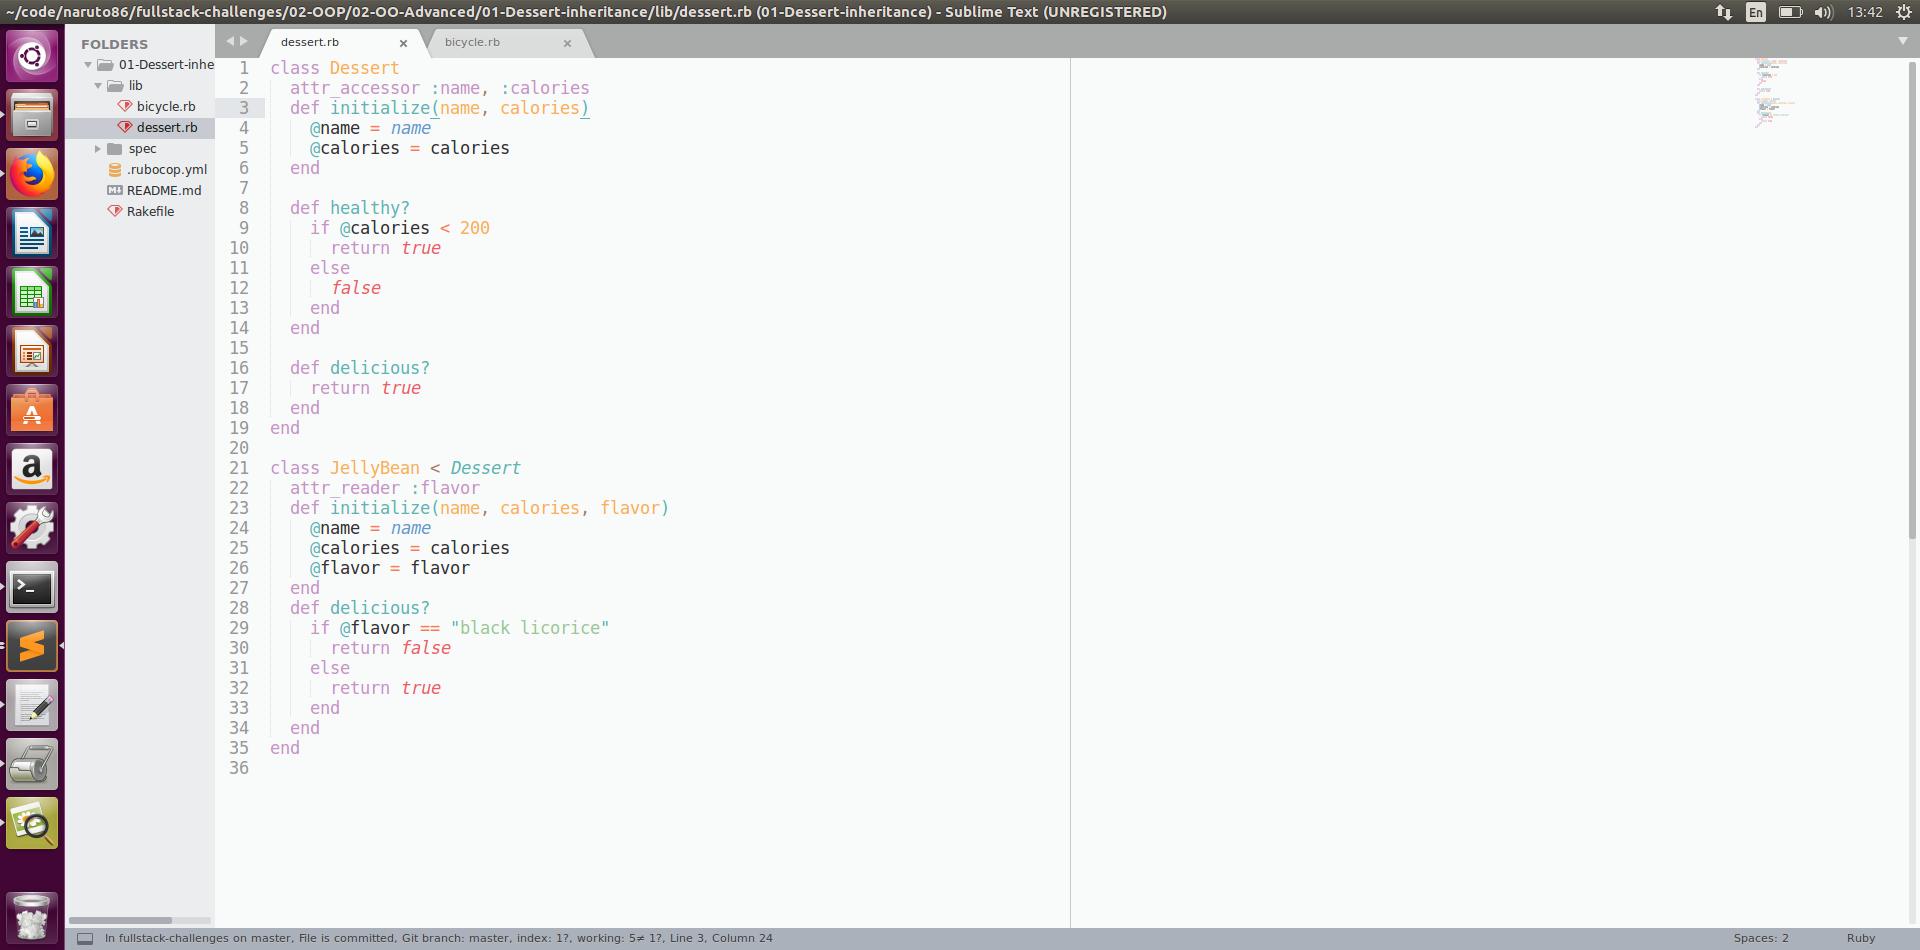 ~/code/naruto86/fullstack-challenges/02-OOP/02-OO-Advanced/01-Dessert-inheritance/lib/dessert.rb (01-Dessert-inheritance) - Sublime Text (UNREGISTERED)
En
13:42
FOLDERS
01-Dessert-inhe
lib
bicycle.rb
dessert.rb
spec
.rubocop.yml
README.md
Rakefile
dessert.rb
bicycle.rb
1 class Dessert
2   attr_accessor :name, :calories
3   def initialize(name, calories)
4     @name = name
5     @calories = calories
6   end
7
8   def healthy?
9     if @calories < 200
10       return true
11     else
12       false
13     end
14   end
15
16   def delicious?
17     return true
18   end
19 end
20
21 class JellyBean < Dessert
22   attr_reader :flavor
23   def initialize(name, calories, flavor)
24     @name = name
25     @calories = calories
26     @flavor = flavor
27   end
28   def delicious?
29     if @flavor == "black licorice"
30       return false
31     else
32       return true
33     end
34   end
35 end
36
In fullstack-challenges on master, File is committed, Git branch: master, index: 1?, working: 5≠ 1?, Line 3, Column 24
Spaces: 2
Ruby